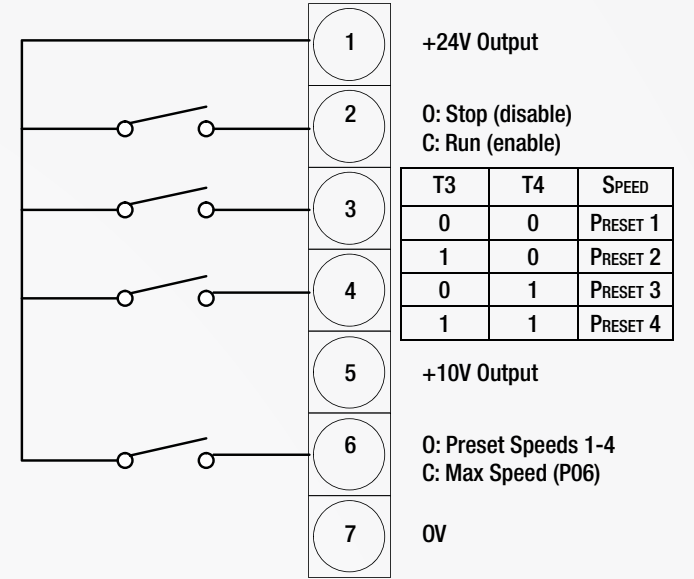 1 +24V Output
2 O: Stop (disable)
C: Run (enable)
T3 T4 Speed
0 0 Preset 1
3 1 0 Preset 2
4 0 1 Preset 3
1 1 Preset 4
5 +10V Output
6 O: Preset Speeds 1-4
C: Max Speed (P06)
7 0V